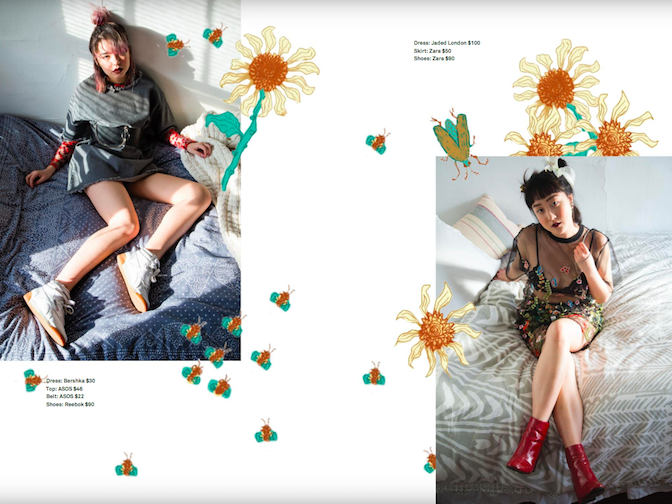 Dress: Jaded London $100
Skirt: Zara $50
Shoes: Zara $90
Dress: Bershka $30
Top: ASOS $46
Belt: ASOS $22
Shoes: Reebok $90